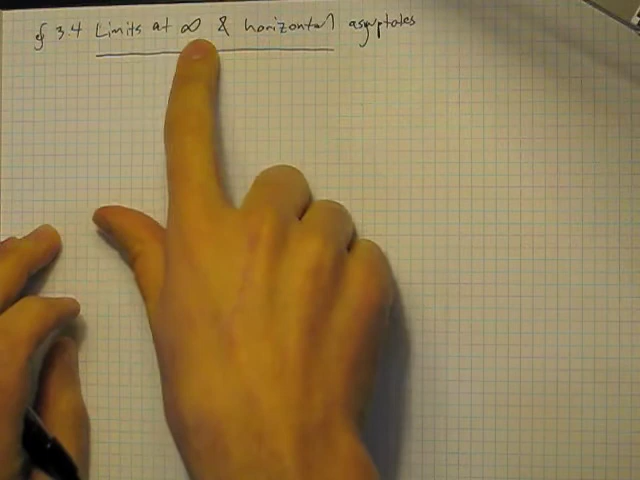 § 3.4 Limits at ∞ & horizontal asymptotes